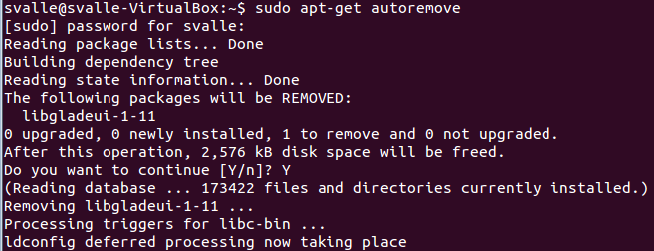 svalle@svalle-VirtualBox:~$ sudo apt-get autoremove
[sudo] password for svalle:
Reading package lists... Done
Building dependency tree
Reading state information... Done
The following packages will be REMOVED:
  libgladeui-1-11
0 upgraded, 0 newly installed, 1 to remove and 0 not upgraded.
After this operation, 2,576 kB disk space will be freed.
Do you want to continue [Y/n]? Y
(Reading database ... 173422 files and directories currently installed.)
Removing libgladeui-1-11 ...
Processing triggers for libc-bin ...
ldconfig deferred processing now taking place